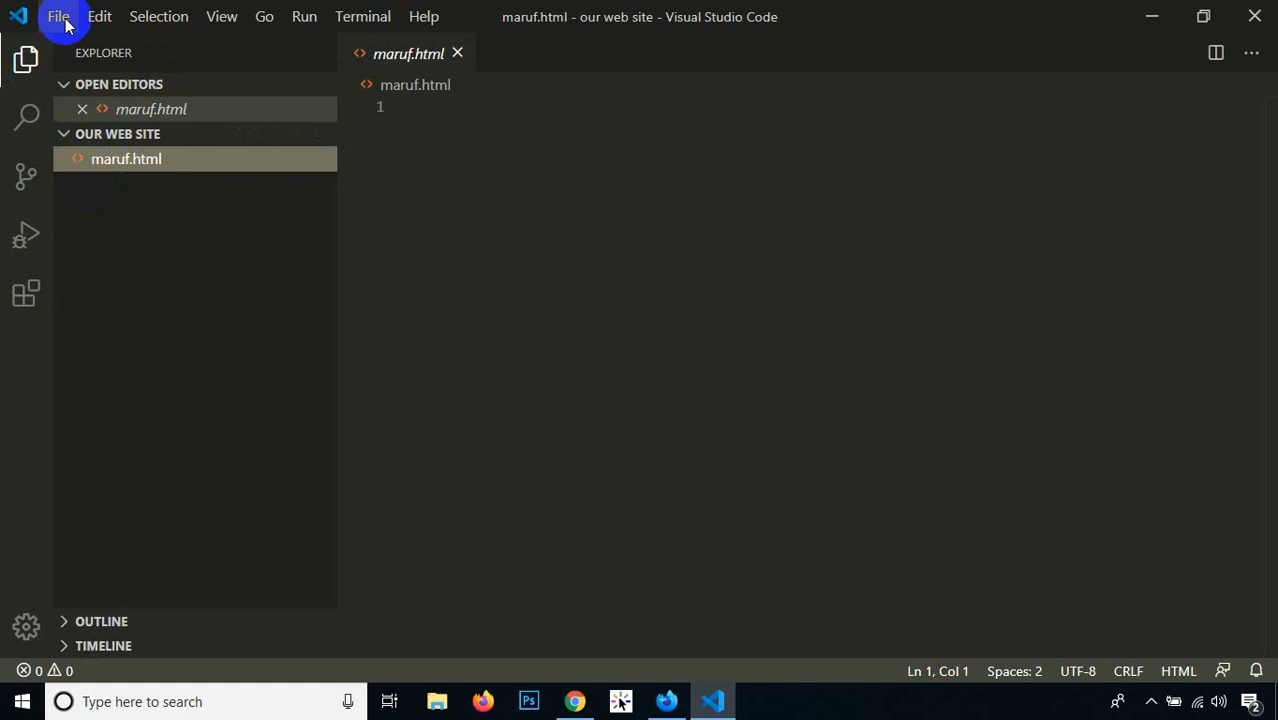 File Edit Selection View Go Run Terminal Help maruf.html - our web site - Visual Studio Code
EXPLORER
maruf.html
OPEN EDITORS
maruf.html
maruf.html
1
OUR WEB SITE
maruf.html
OUTLINE
TIMELINE
0 0 Ln 1, Col 1 Spaces: 2 UTF-8 CRLF HTML
Type here to search
Ps
2